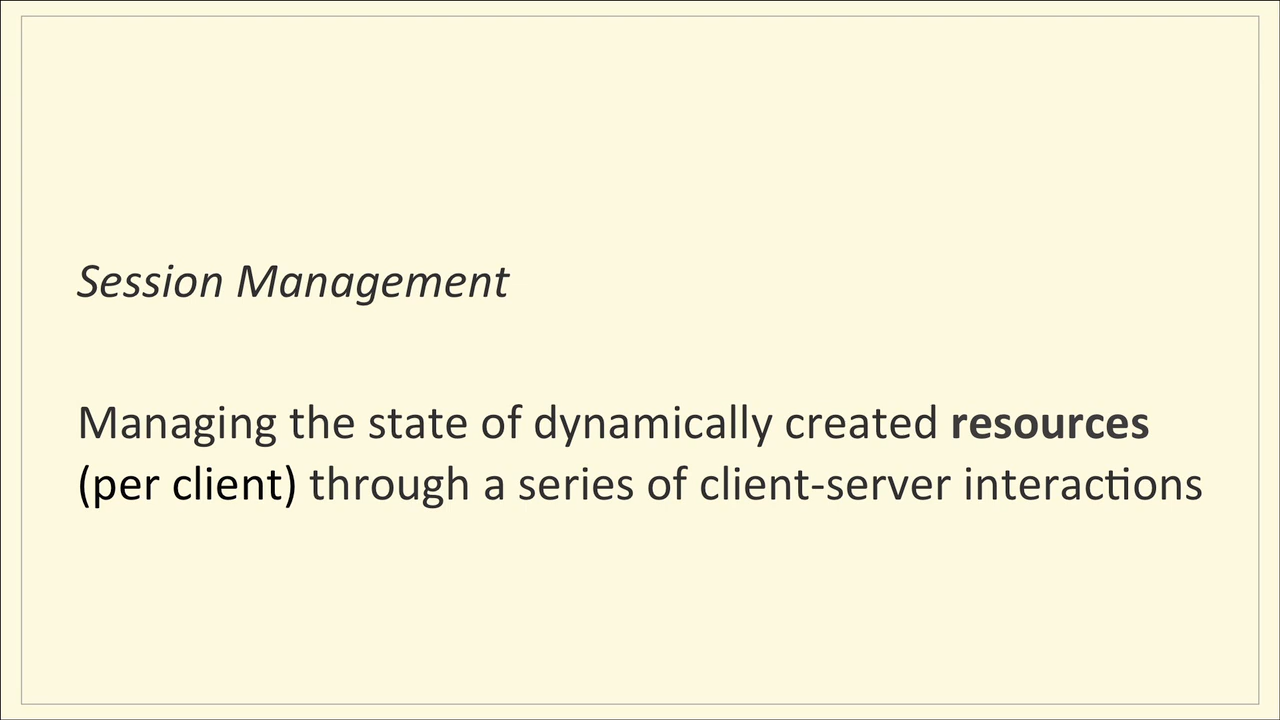 Session Management
Managing the state of dynamically created resources
(per client) through a series of client-server interactions